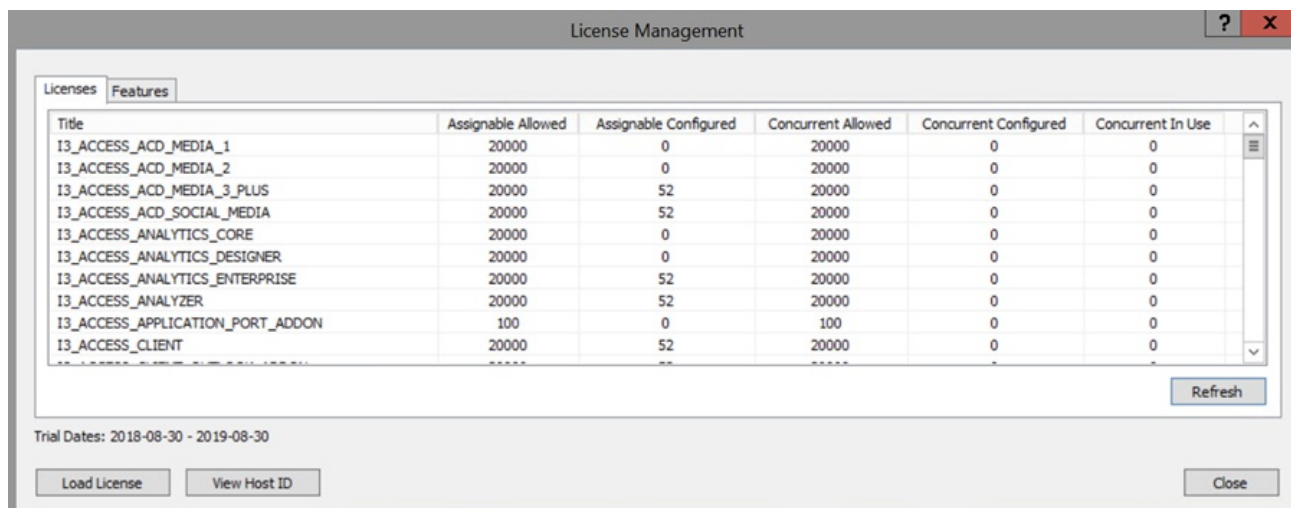 License Management
? X
Licenses Features
Title Assignable Allowed Assignable Configured Concurrent Allowed Concurrent Configured Concurrent In Use
I3_ACCESS_ACD_MEDIA_1 20000 0 20000 0 0
I3_ACCESS_ACD_MEDIA_2 20000 0 20000 0 0
I3_ACCESS_ACD_MEDIA_3_PLUS 20000 52 20000 0 0
I3_ACCESS_ACD_SOCIAL_MEDIA 20000 52 20000 0 0
I3_ACCESS_ANALYTICS_CORE 20000 0 20000 0 0
I3_ACCESS_ANALYTICS_DESIGNER 20000 0 20000 0 0
I3_ACCESS_ANALYTICS_ENTERPRISE 20000 52 20000 0 0
I3_ACCESS_ANALYZER 20000 52 20000 0 0
I3_ACCESS_APPLICATION_PORT_ADDON 100 0 100 0 0
I3_ACCESS_CLIENT 20000 52 20000 0 0
Refresh
Trial Dates: 2018-08-30 - 2019-08-30
Load License View Host ID Close